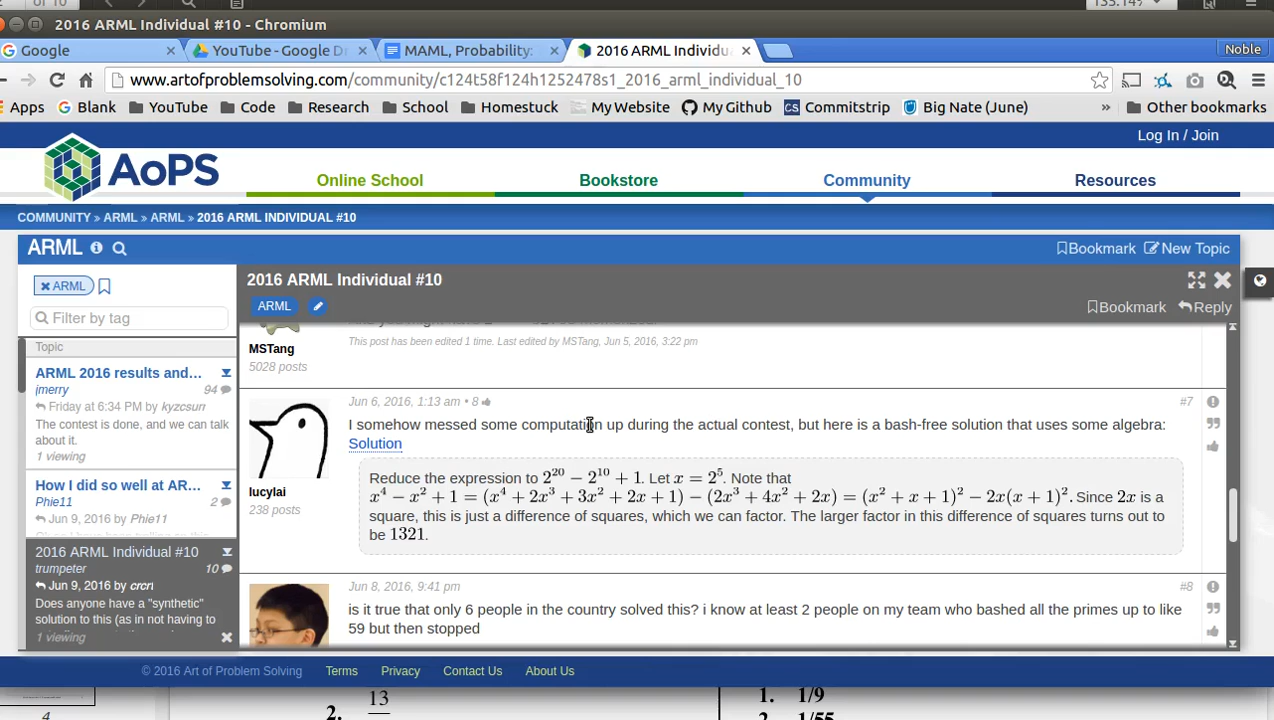 of 10
135.14%
2016 ARML Individual #10 - Chromium
Google
YouTube - Google Dr
MAML, Probability:
2016 ARML Individu
Noble
www.artofproblemsolving.com/community/c124t58f124h1252478s1_2016_arml_individual_10
Apps Blank YouTube Code Research School Homestuck My Website My Github CS Commitstrip Big Nate (June) » Other bookmarks
Log In / Join
AoPS
Online School Bookstore Community Resources
COMMUNITY » ARML » ARML » 2016 ARML INDIVIDUAL #10
ARML
Bookmark New Topic
ARML
Filter by tag
Topic
ARML 2016 results and...
jmerry 94
Friday at 6:34 PM by kyzcsurr
The contest is done, and we can talk
about it.
1 viewing
How I did so well at AR...
Phie11 2
Jun 9, 2016 by Phie11
2016 ARML Individual #10
trumpeter 10
Jun 9, 2016 by crcri
Does anyone have a "synthetic"
solution to this (as in not having to
1 viewing
2016 ARML Individual #10
ARML
Bookmark Reply
MSTang
5028 posts
This post has been edited 1 time. Last edited by MSTang, Jun 5, 2016, 3:22 pm
Jun 6, 2016, 1:13 am • 8
#7
lucylai
238 posts
I somehow messed some computation up during the actual contest, but here is a bash-free solution that uses some algebra:
Solution
Reduce the expression to 2^20 − 2^10 + 1. Let x = 2^5. Note that
x^4 − x^2 + 1 = (x^4 + 2x^3 + 3x^2 + 2x + 1) − (2x^3 + 4x^2 + 2x) = (x^2 + x + 1)^2 − 2x(x + 1)^2. Since 2x is a
square, this is just a difference of squares, which we can factor. The larger factor in this difference of squares turns out to
be 1321.
Jun 8, 2016, 9:41 pm
#8
is it true that only 6 people in the country solved this? i know at least 2 people on my team who bashed all the primes up to like
59 but then stopped
© 2016 Art of Problem Solving Terms Privacy Contact Us About Us
4
2. 13
1. 1/9
2. 1/55